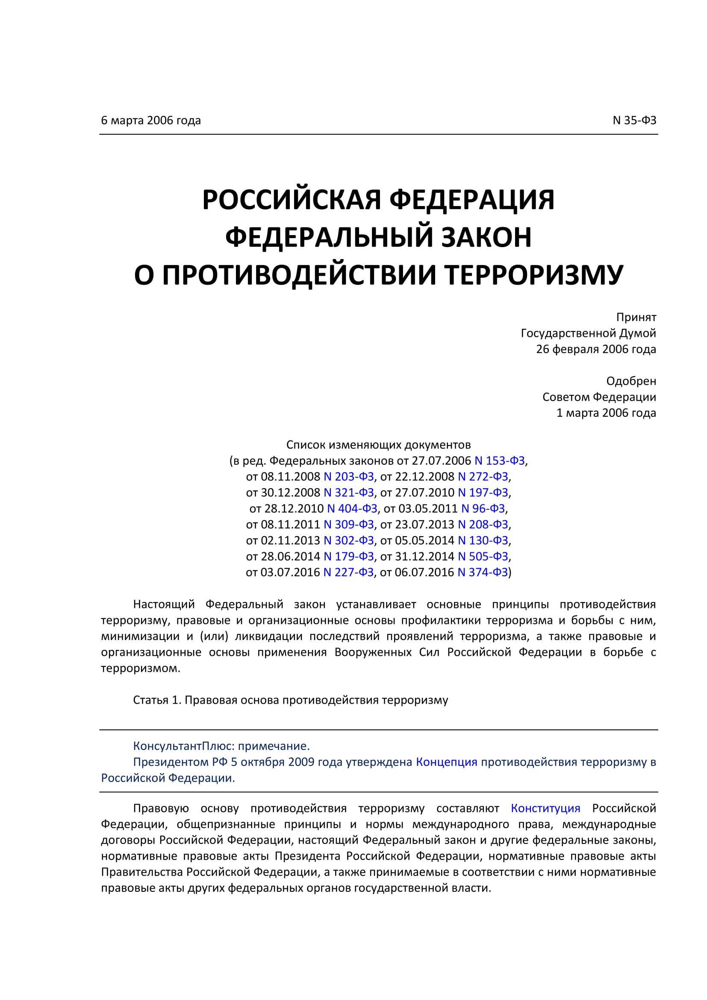 6 марта 2006 года N 35-ФЗ
РОССИЙСКАЯ ФЕДЕРАЦИЯ
ФЕДЕРАЛЬНЫЙ ЗАКОН
О ПРОТИВОДЕЙСТВИИ ТЕРРОРИЗМУ
Принят
Государственной Думой
26 февраля 2006 года
Одобрен
Советом Федерации
1 марта 2006 года
Список изменяющих документов
(в ред. Федеральных законов от 27.07.2006 N 153-ФЗ,
от 08.11.2008 N 203-ФЗ, от 22.12.2008 N 272-ФЗ,
от 30.12.2008 N 321-ФЗ, от 27.07.2010 N 197-ФЗ,
от 28.12.2010 N 404-ФЗ, от 03.05.2011 N 96-ФЗ,
от 08.11.2011 N 309-ФЗ, от 23.07.2013 N 208-ФЗ,
от 02.11.2013 N 302-ФЗ, от 05.05.2014 N 130-ФЗ,
от 28.06.2014 N 179-ФЗ, от 31.12.2014 N 505-ФЗ,
от 03.07.2016 N 227-ФЗ, от 06.07.2016 N 374-ФЗ)
Настоящий Федеральный закон устанавливает основные принципы противодействия
терроризму, правовые и организационные основы профилактики терроризма и борьбы с ним,
минимизации и (или) ликвидации последствий проявлений терроризма, а также правовые и
организационные основы применения Вооруженных Сил Российской Федерации в борьбе с
терроризмом.
Статья 1. Правовая основа противодействия терроризму
КонсультантПлюс: примечание.
Президентом РФ 5 октября 2009 года утверждена Концепция противодействия терроризму в
Российской Федерации.
Правовую основу противодействия терроризму составляют Конституция Российской
Федерации, общепризнанные принципы и нормы международного права, международные
договоры Российской Федерации, настоящий Федеральный закон и другие федеральные законы,
нормативные правовые акты Президента Российской Федерации, нормативные правовые акты
Правительства Российской Федерации, а также принимаемые в соответствии с ними нормативные
правовые акты других федеральных органов государственной власти.